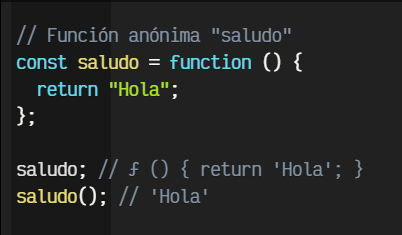 // Función anónima "saludo"
const saludo = function () {
  return "Hola";
};
saludo; // ƒ () { return 'Hola'; }
saludo(); // 'Hola'